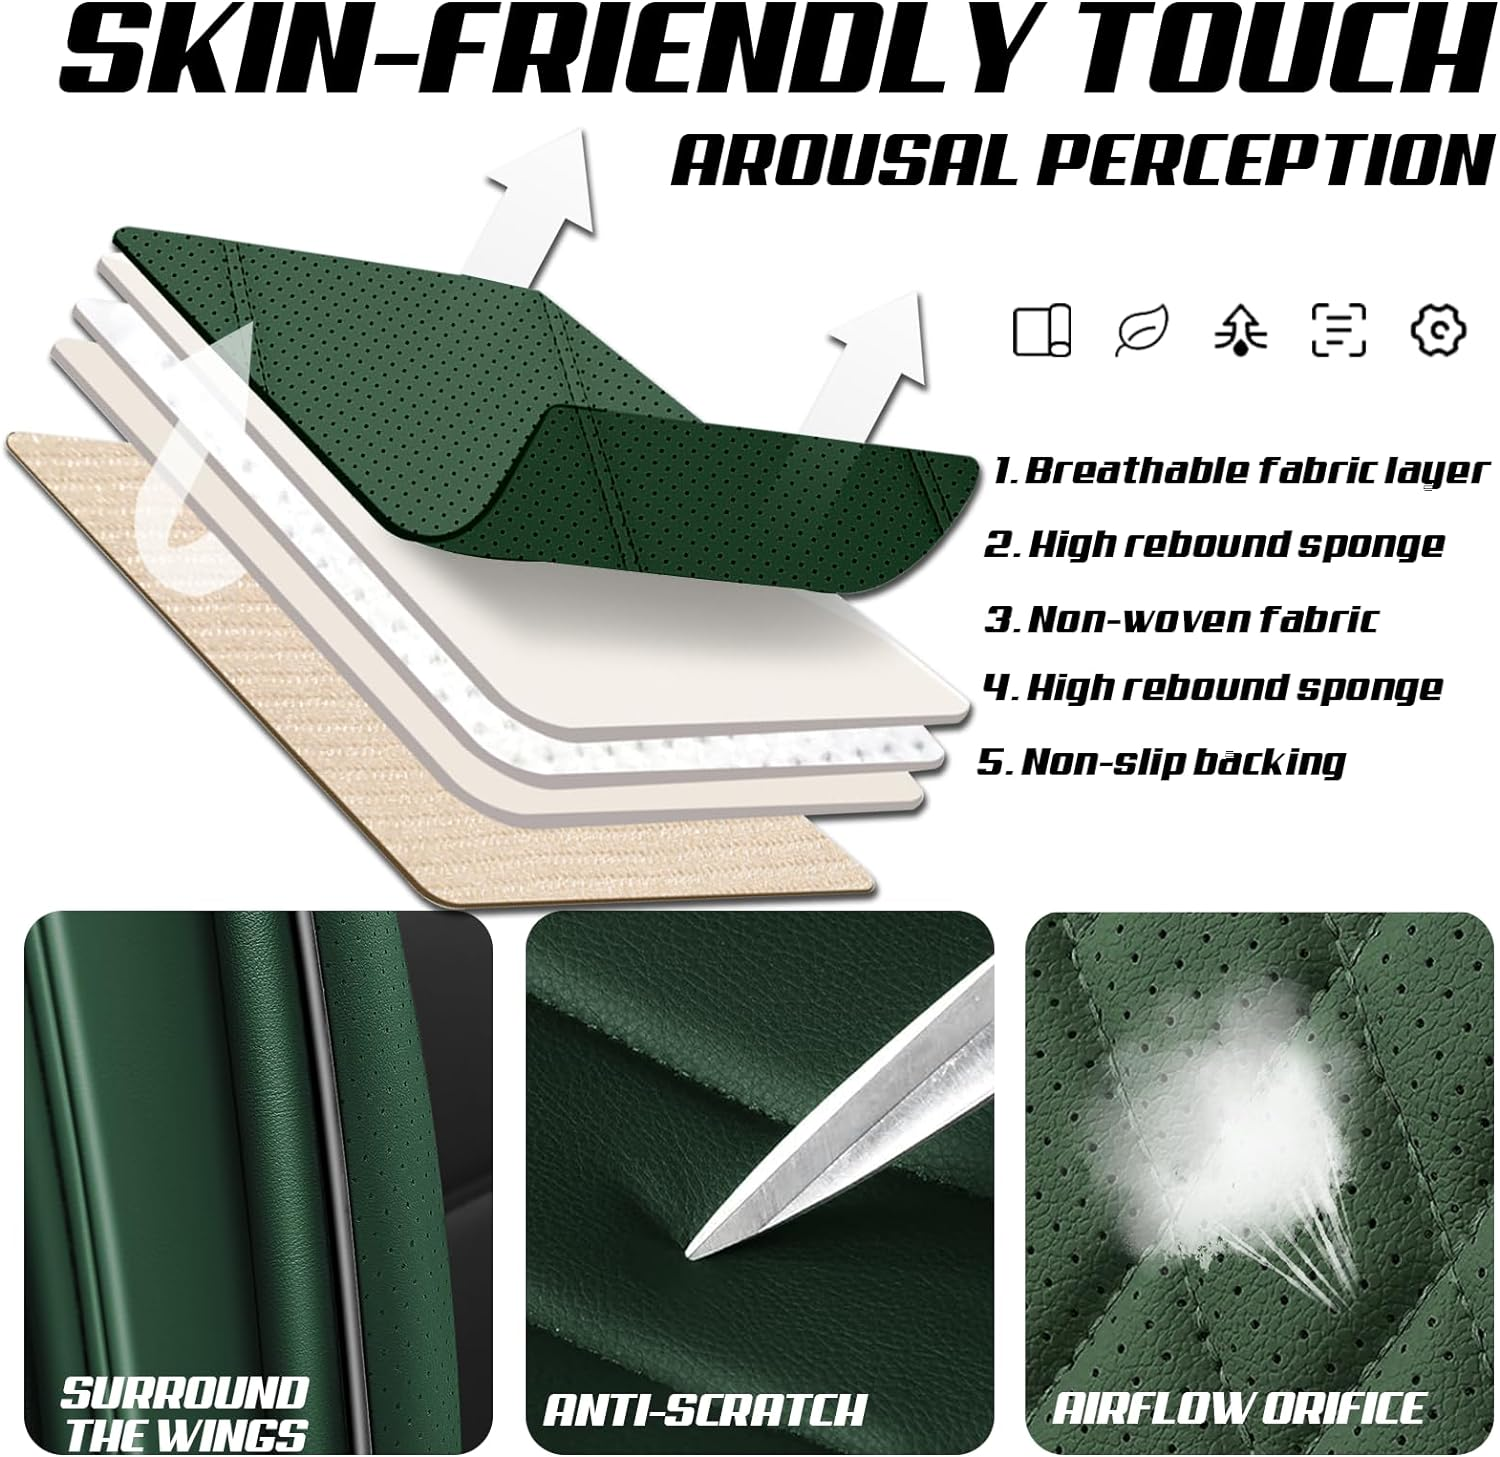 SKIN-FRIENDLY TOUCH
AROUSAL PERCEPTION
1. Breathable fabric layer
2. High rebound sponge
3. Non-woven fabric
4. High rebound sponge
5. Non-slip backing
SURROUND
THE WINGS
ANTI-SCRATCH
AIRFLOW ORIFICE